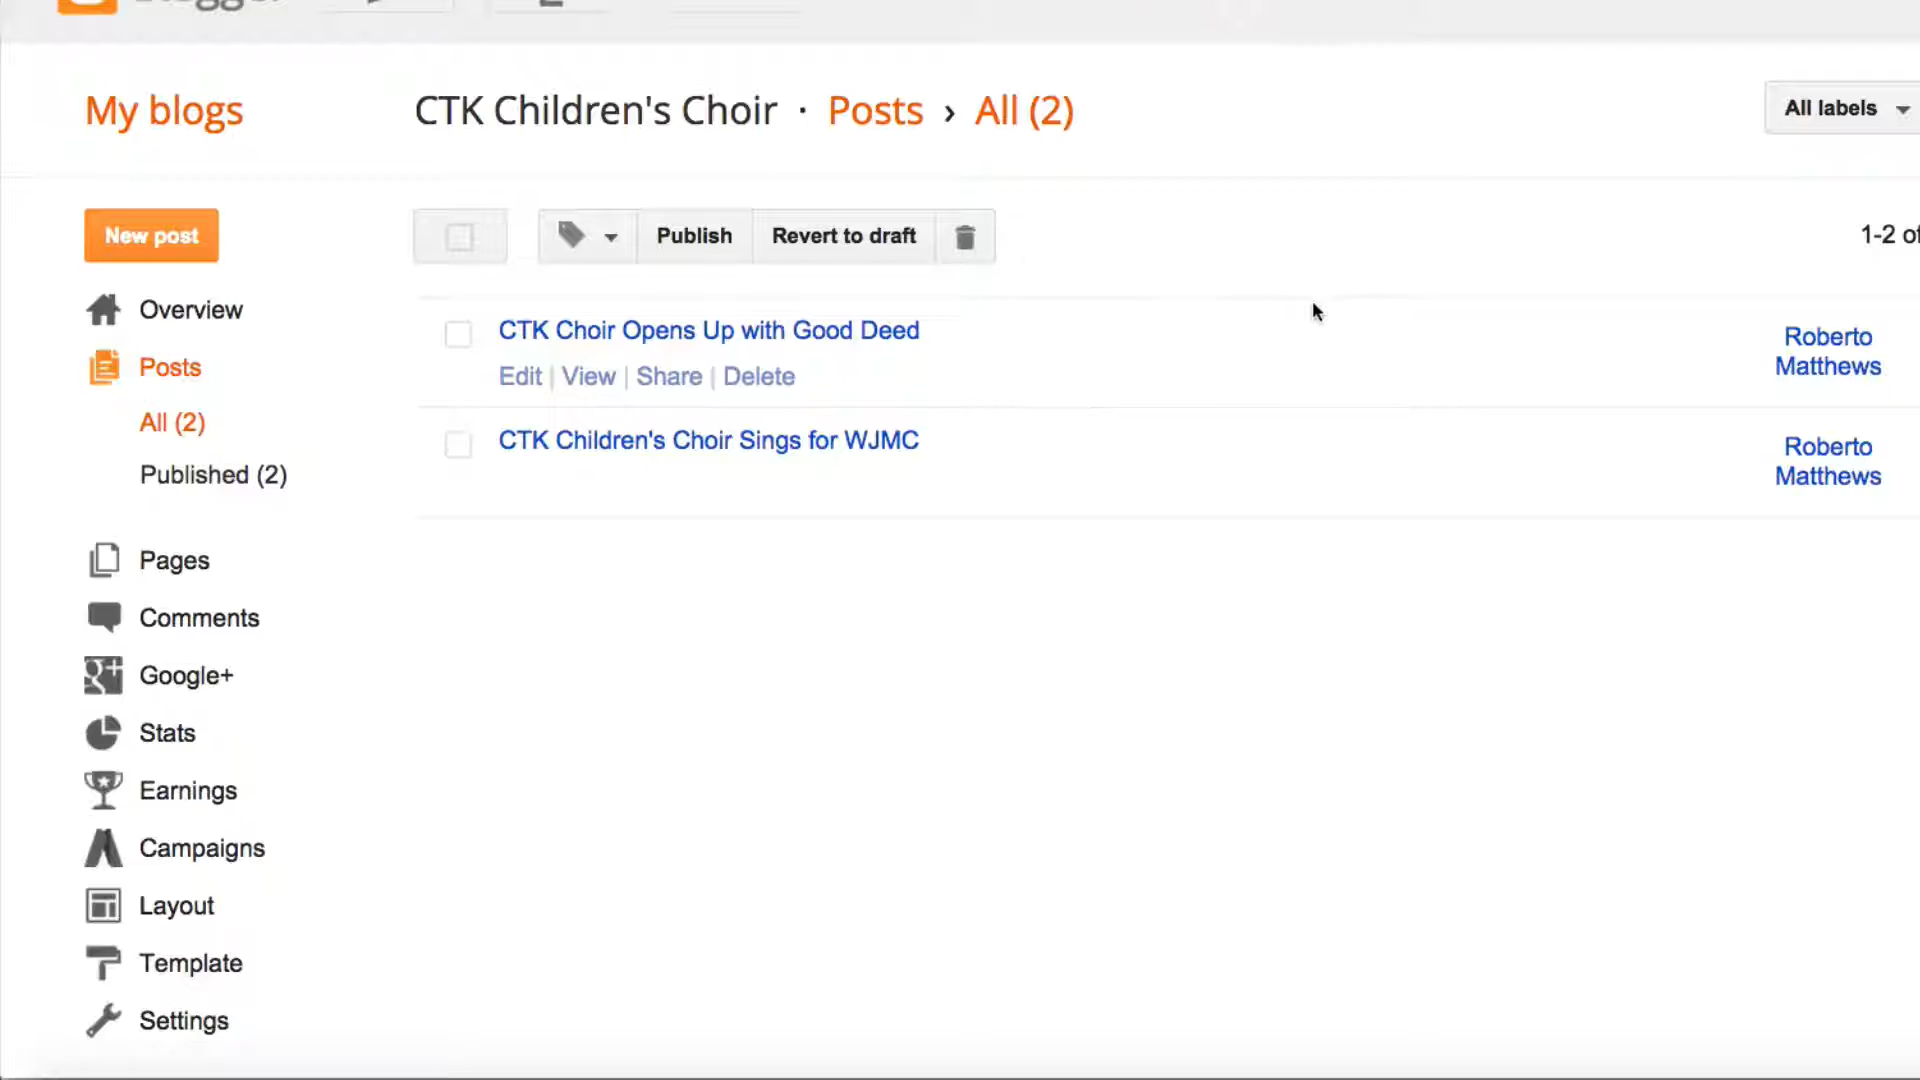 My blogs
CTK Children's Choir · Posts › All (2)
All labels
New post
Publish
Revert to draft
1-2 of
Overview
CTK Choir Opens Up with Good Deed
Edit | View | Share | Delete
Roberto
Matthews
Posts
All (2)
CTK Children's Choir Sings for WJMC
Roberto
Matthews
Published (2)
Pages
Comments
Google+
Stats
Earnings
Campaigns
Layout
Template
Settings